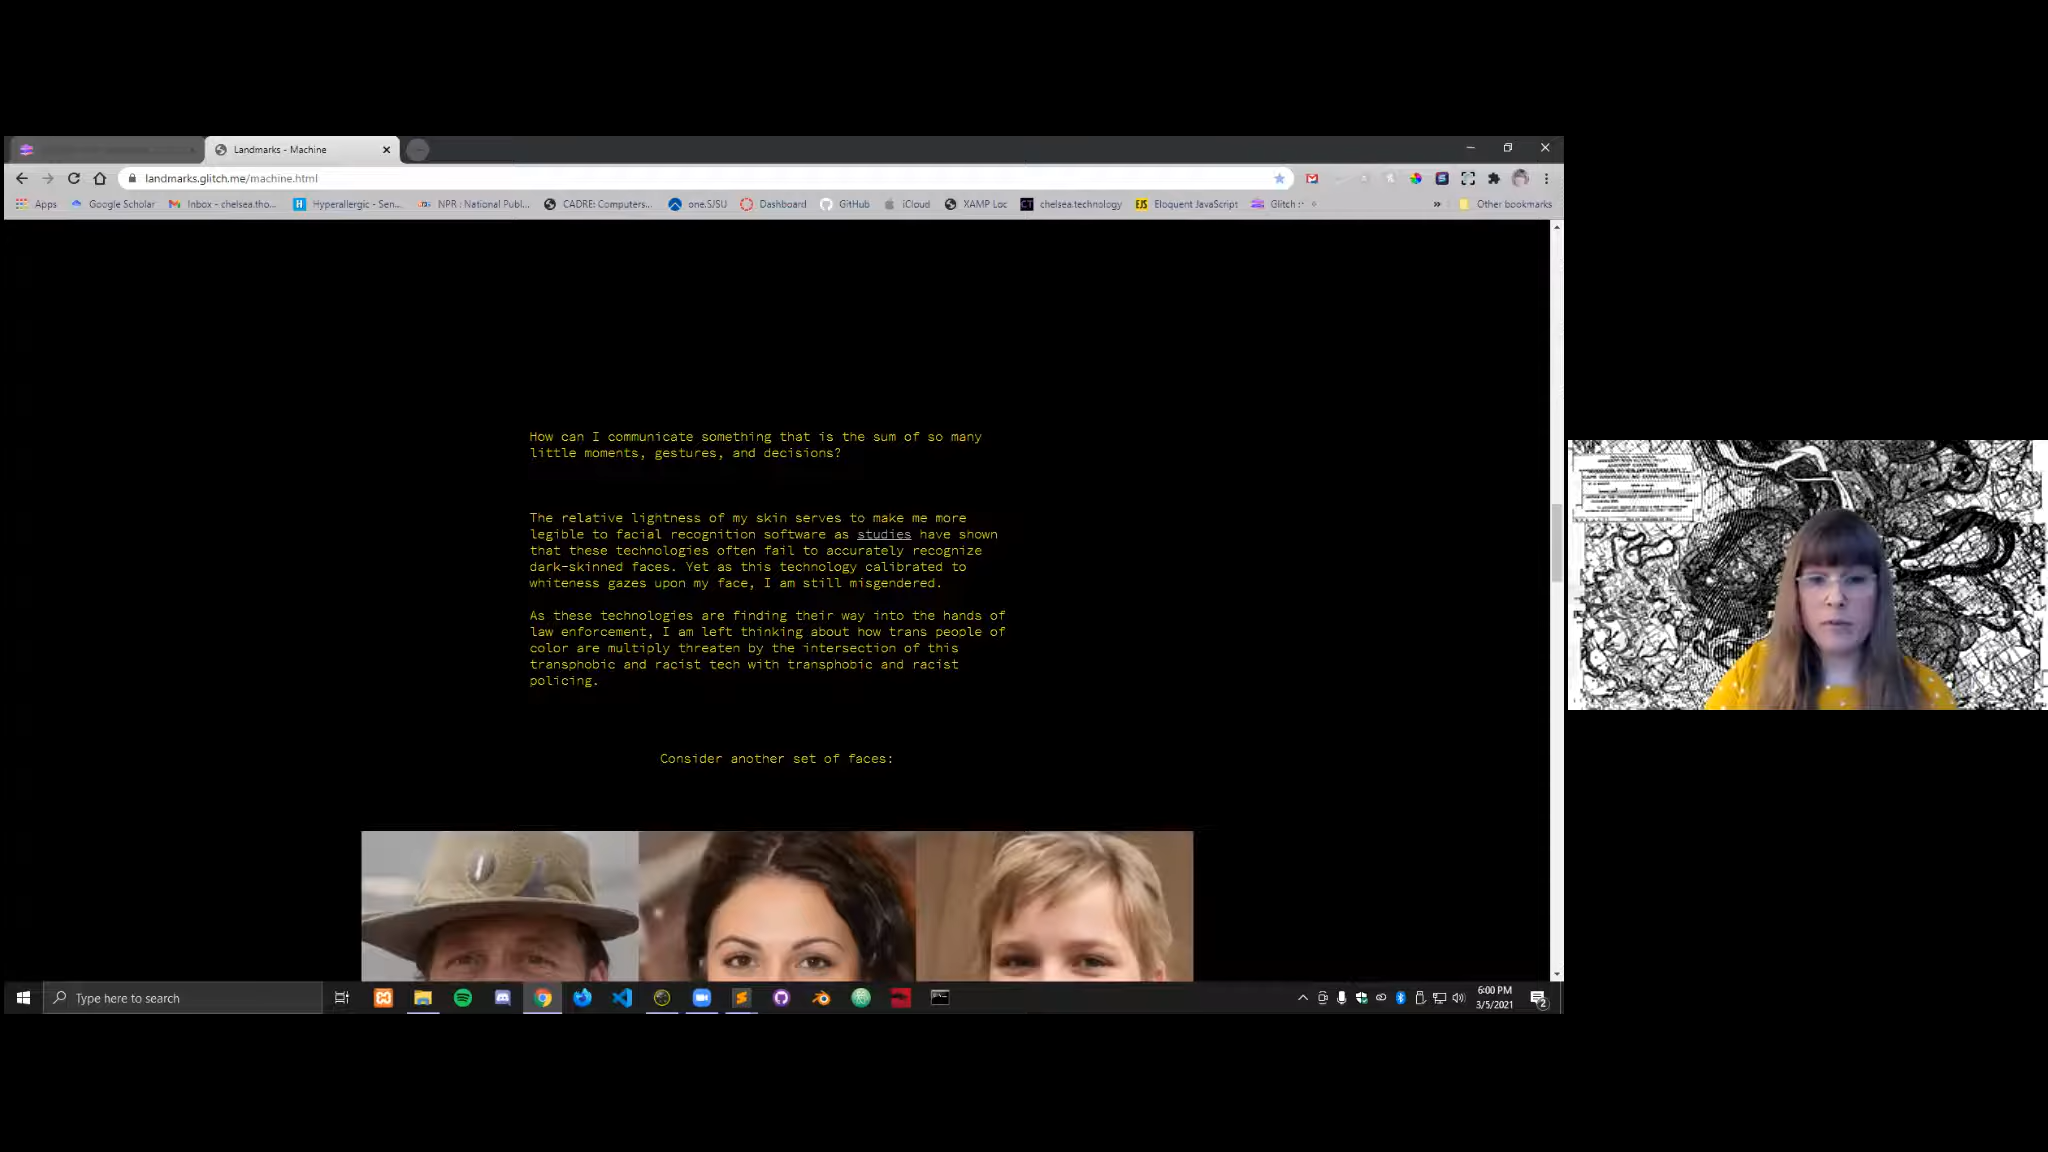 Landmarks - Machine
landmarks.glitch.me/machine.html
Apps
Google Scholar
Inbox - chelsea.tho...
Hyperallergic - Sen...
NPR : National Publ...
CADRE: Computers...
one.SJSU
Dashboard
GitHub
iCloud
XAMP Loc
chelsea.technology
Eloquent JavaScript
Glitch :･
»
Other bookmarks
How can I communicate something that is the sum of so many
little moments, gestures, and decisions?
The relative lightness of my skin serves to make me more
legible to facial recognition software as studies have shown
that these technologies often fail to accurately recognize
dark-skinned faces. Yet as this technology calibrated to
whiteness gazes upon my face, I am still misgendered.
As these technologies are finding their way into the hands of
law enforcement, I am left thinking about how trans people of
color are multiply threaten by the intersection of this
transphobic and racist tech with transphobic and racist
policing.
Consider another set of faces:
Type here to search
6:00 PM
3/5/2021
2